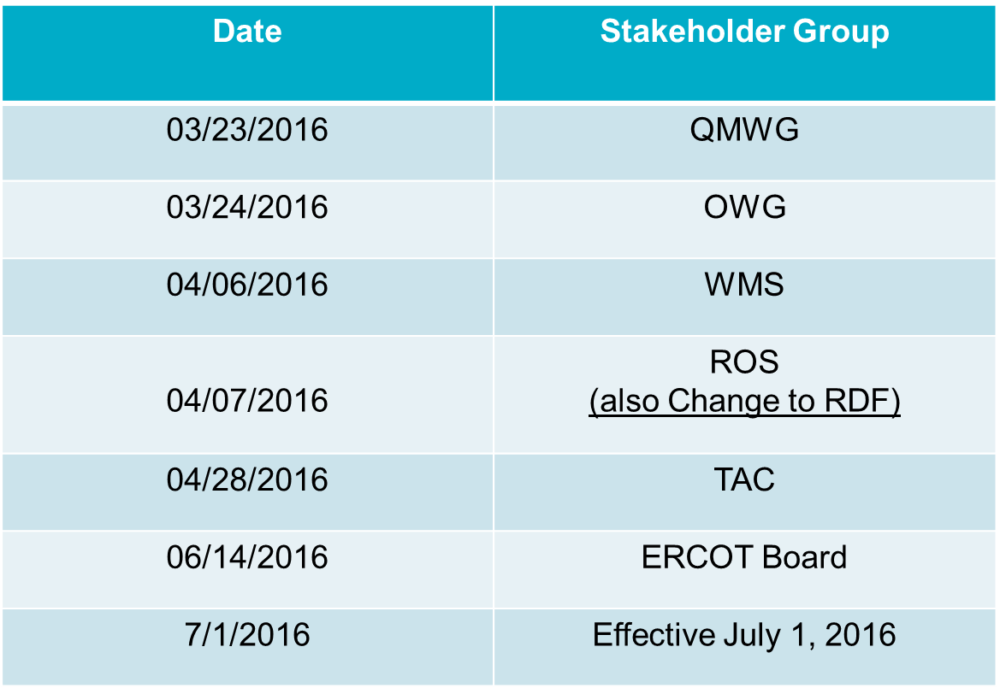 Date Stakeholder Group
03/23/2016 QMWG
03/24/2016 OWG
04/06/2016 WMS
ROS
04/07/2016 (also Change to RDF)
04/28/2016 TAC
06/14/2016 ERCOT Board
7/1/2016 Effective July 1, 2016